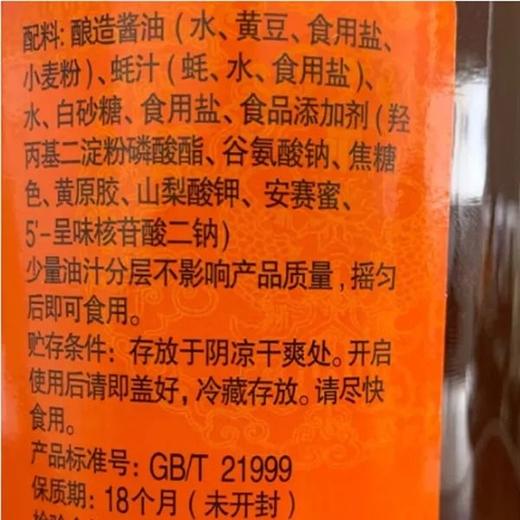 配料: 酿造酱油（水、黄豆、食用盐、
小麦粉）、蚝汁（蚝、水、食用盐）、
水、白砂糖、食用盐、食品添加剂（羟
丙基二淀粉磷酸酯、谷氨酸钠、焦糖
色、黄原胶、山梨酸钾、安赛蜜、
5'-呈味核苷酸二钠)
少量油汁分层不影响产品质量,摇匀
后即可食用。
贮存条件: 存放于阴凉干爽处。开启
使用后请即盖好，冷藏存放。请尽快
食用。
产品标准号: GB/T 21999
保质期: 18个月（未开封）